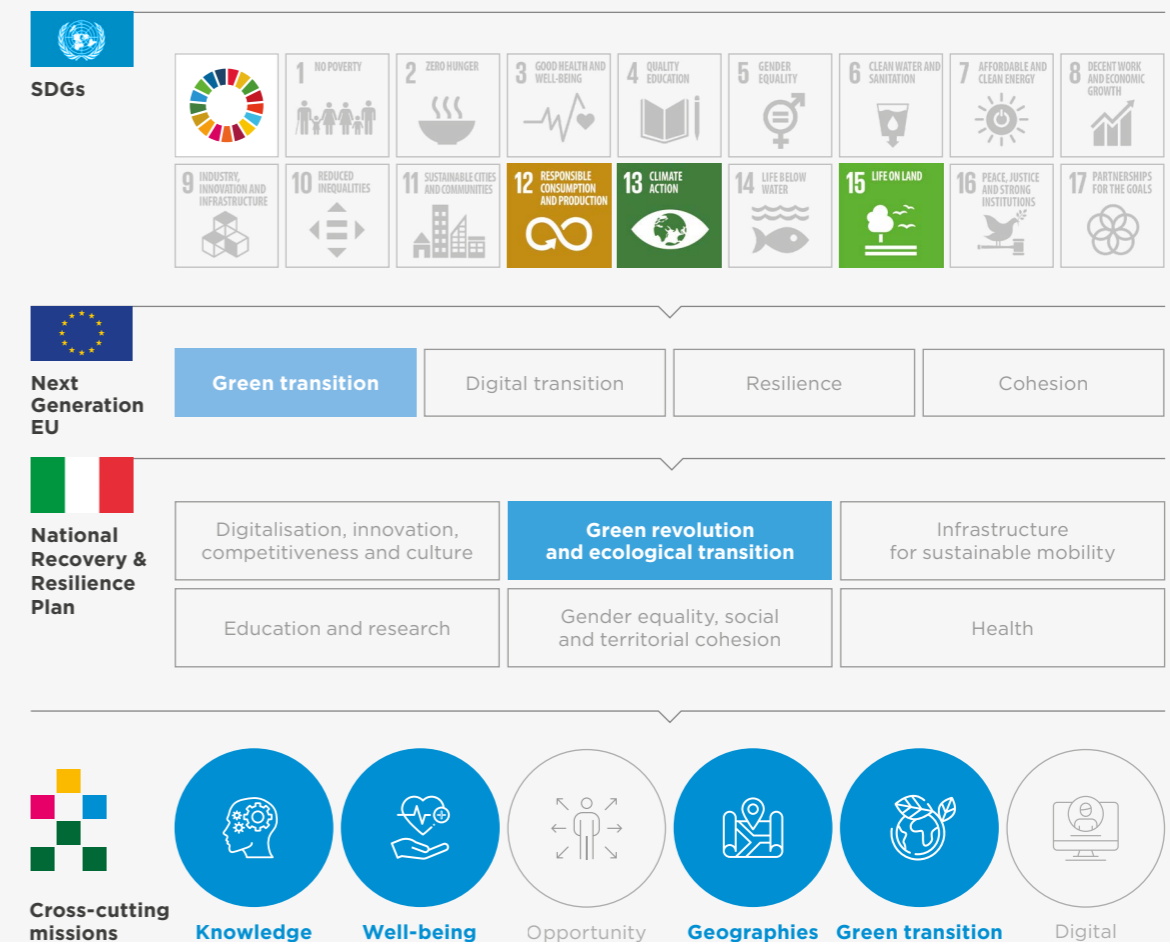 SDGs
1 NO POVERTY
2 ZERO HUNGER
3 GOOD HEALTH AND
WELL-BEING
4 QUALITY
EDUCATION
5 GENDER
EQUALITY
6 CLEAN WATER AND
SANITATION
7 AFFORDABLE AND
CLEAN ENERGY
8 DECENT WORK
AND ECONOMIC
GROWTH
9 INDUSTRY,
INNOVATION AND
INFRASTRUCTURE
10 REDUCED
INEQUALITIES
11 SUSTAINABLE CITIES
AND COMMUNITIES
12 RESPONSIBLE
CONSUMPTION
AND PRODUCTION
13 CLIMATE
ACTION
14 LIFE BELOW
WATER
15 LIFE ON LAND
16 PEACE, JUSTICE
AND STRONG
INSTITUTIONS
17 PARTNERSHIPS
FOR THE GOALS
Next
Generation
EU
Green transition
Digital transition
Resilience
Cohesion
National
Recovery &
Resilience
Plan
Digitalisation, innovation,
competitiveness and culture
Green revolution
and ecological transition
Infrastructure
for sustainable mobility
Education and research
Gender equality, social
and territorial cohesion
Health
Cross-cutting
missions
Knowledge
Well-being
Opportunity
Geographies
Green transition
Digital